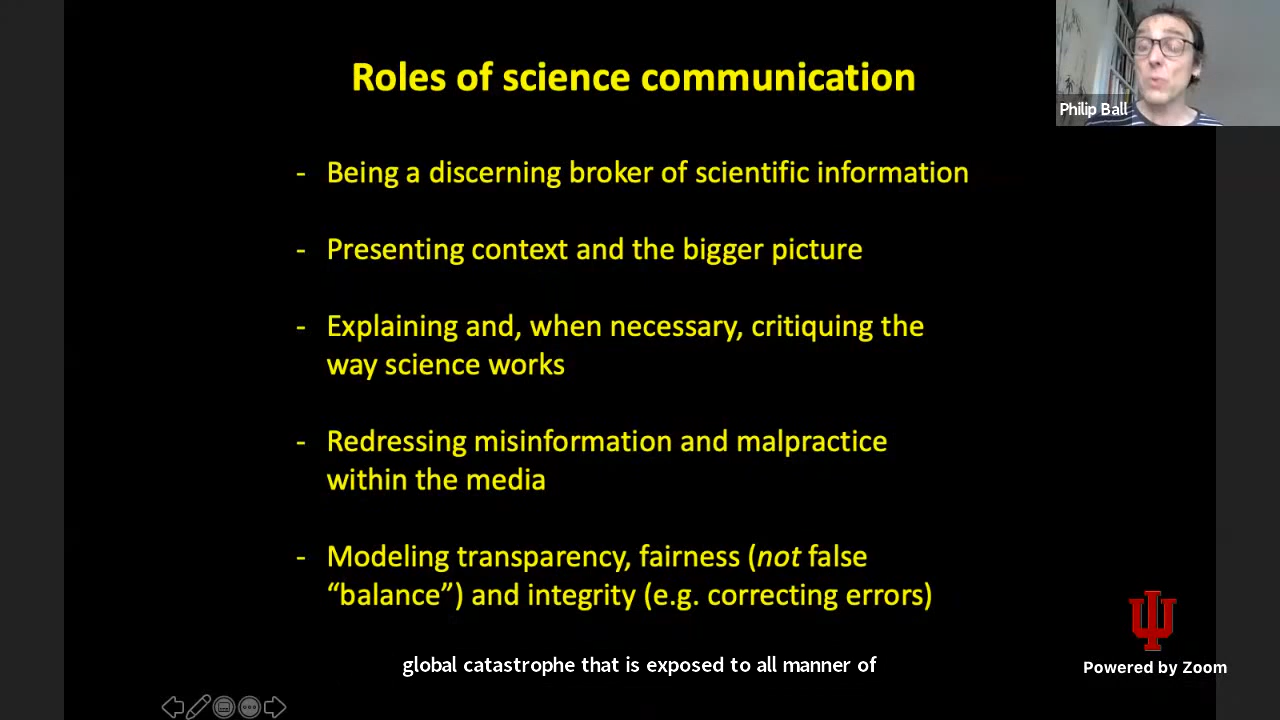 Roles of science communication
Philip Ball
- Being a discerning broker of scientific information
- Presenting context and the bigger picture
- Explaining and, when necessary, critiquing the
way science works
- Redressing misinformation and malpractice
within the media
- Modeling transparency, fairness (not false
“balance”) and integrity (e.g. correcting errors)
global catastrophe that is exposed to all manner of
Powered by Zoom